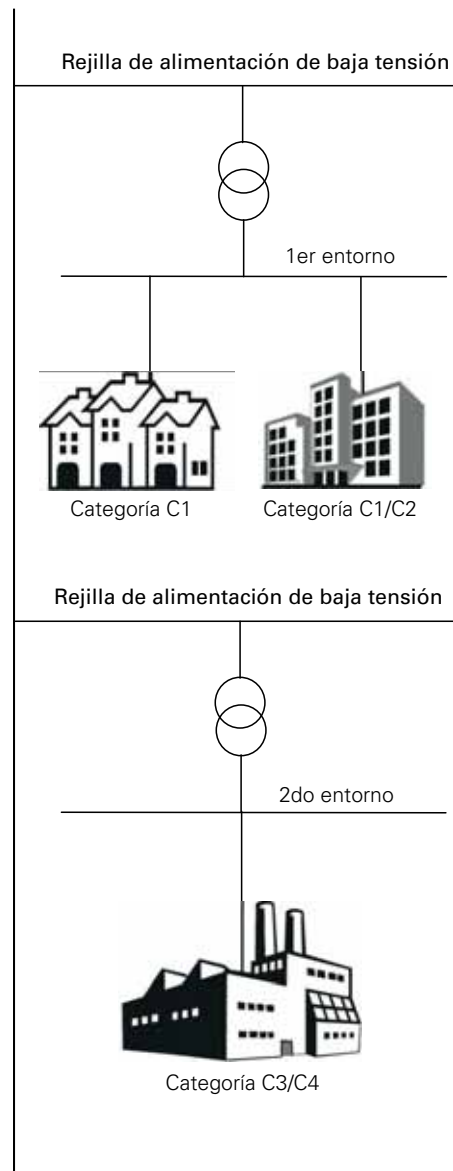 Rejilla de alimentación de baja tensión
1er entorno
Categoría C1
Categoría C1/C2
Rejilla de alimentación de baja tensión
2do entorno
Categoría C3/C4